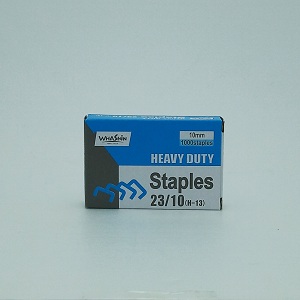 WHASHIN
10mm
1000staples
HEAVY DUTY
Staples
23/10(H-13)